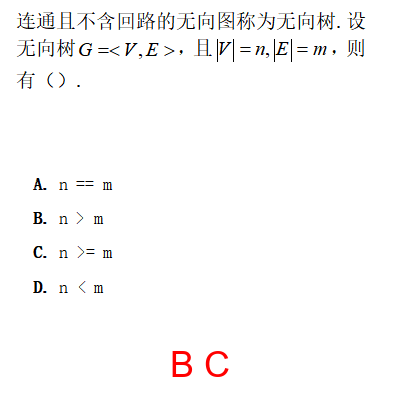 连通且不含回路的无向图称为无向树. 设
无向树 G =< V, E >，且 |V| = n, |E| = m，则
有（）.
A. n == m
B. n > m
C. n >= m
D. n < m
B C